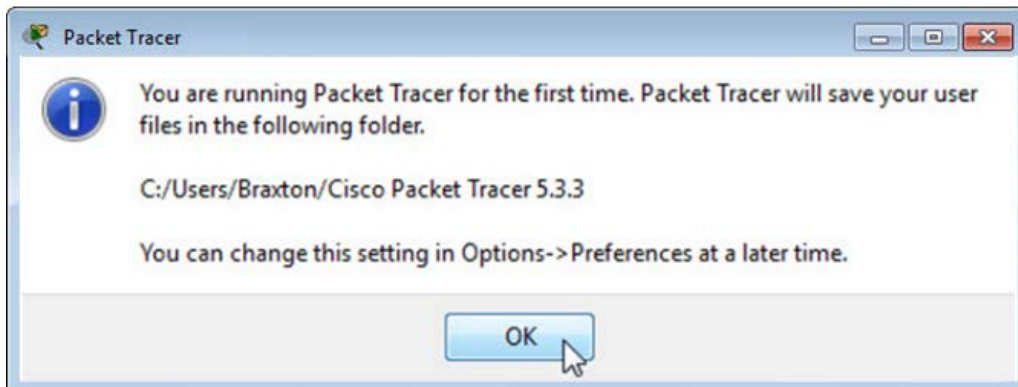 Packet Tracer
You are running Packet Tracer for the first time. Packet Tracer will save your user
files in the following folder.
C:/Users/Braxton/Cisco Packet Tracer 5.3.3
You can change this setting in Options->Preferences at a later time.
OK